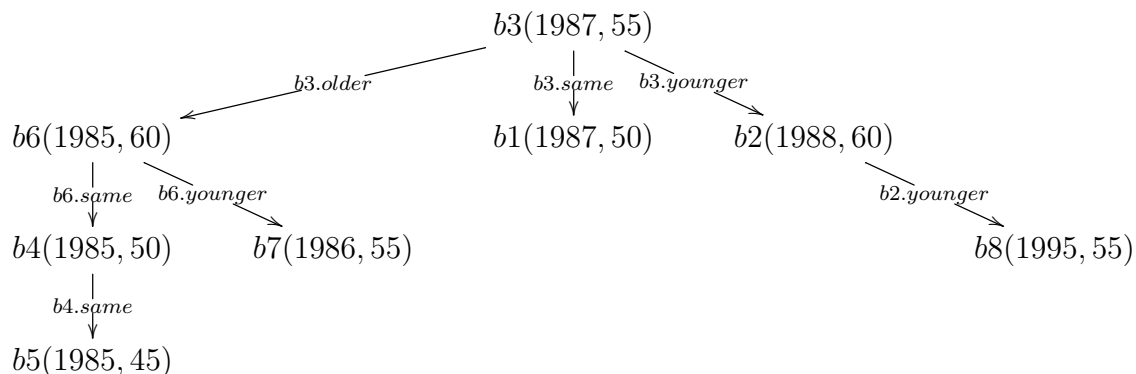 b3(1987, 55)
b3.older b3.same b3.younger
b6(1985, 60) b1(1987, 50) b2(1988, 60)
b6.same b6.younger b2.younger
b4(1985, 50) b7(1986, 55) b8(1995, 55)
b4.same
b5(1985, 45)